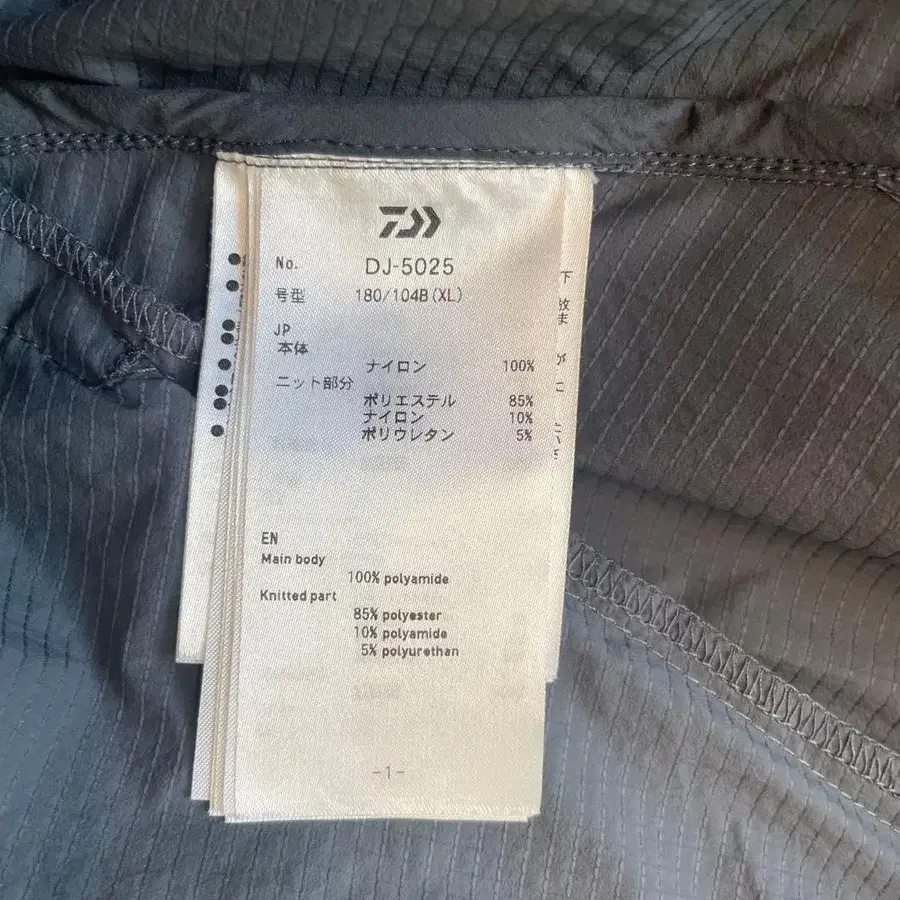 No. DJ-5025
号型 180/104B(XL)
JP
本体
ナイロン 100%
ニット部分
ポリエステル 85%
ナイロン 10%
ポリウレタン 5%
EN
Main body
100% polyamide
Knitted part
85% polyester
10% polyamide
5% polyurethan
-1-
下